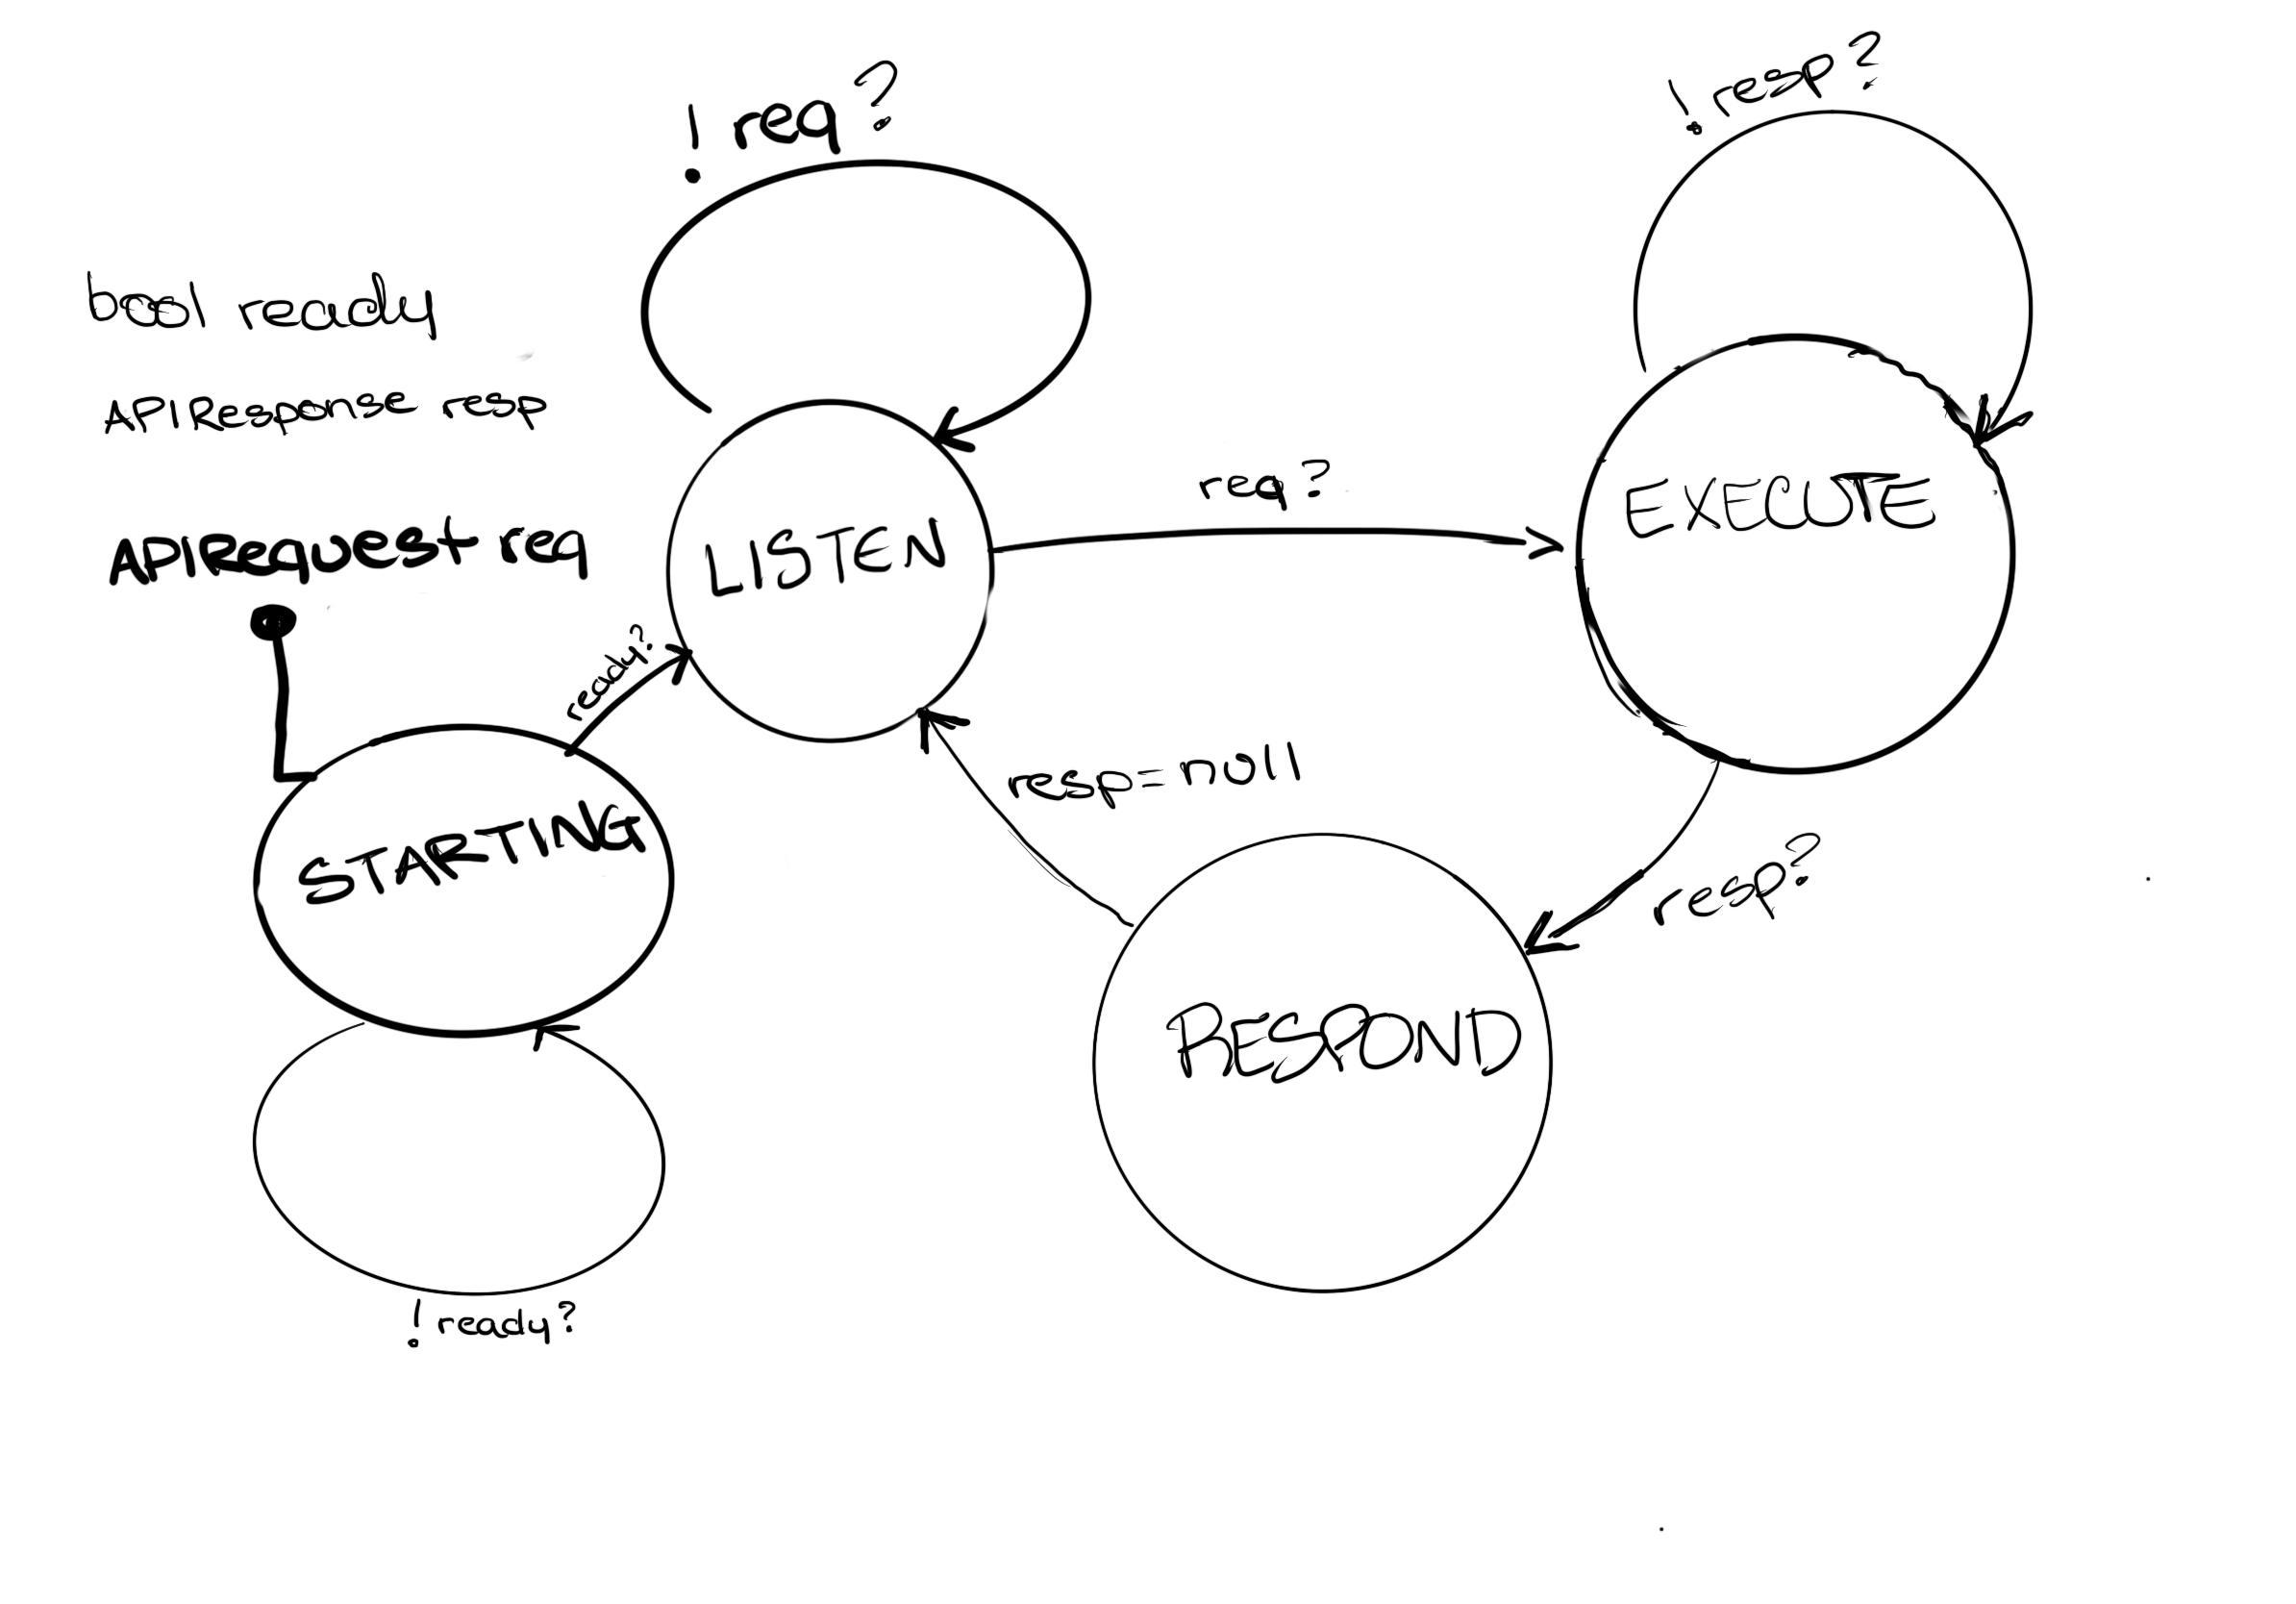 ! req?
! resp?
bool ready
APIResponse resp
APIRequest req
req?
LISTEN
EXECUTE
ready?
resp=null
STARTING
resp?
RESPOND
! ready?